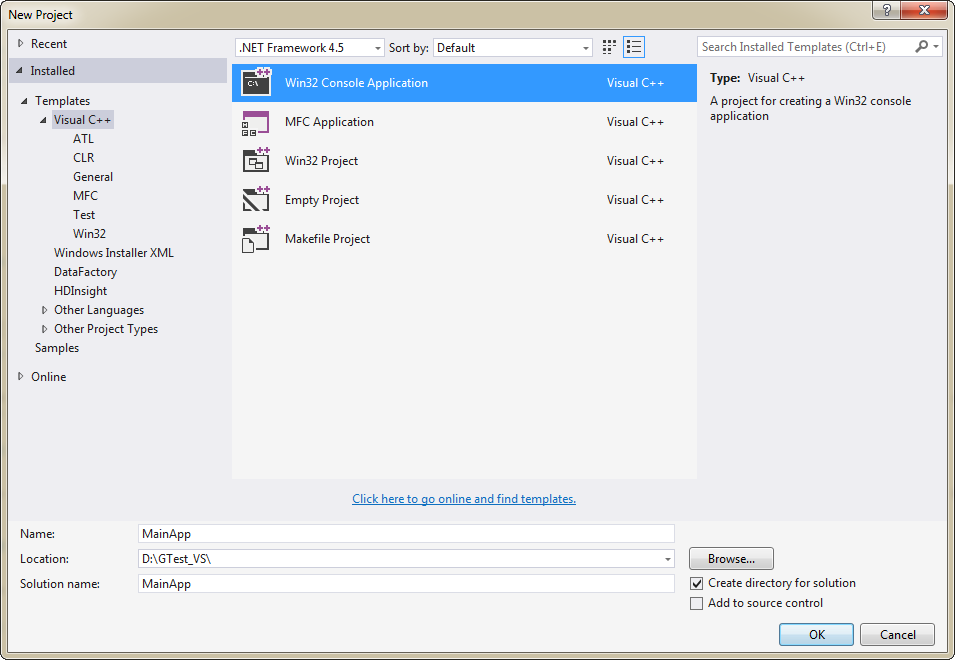 New Project
?
Recent
.NET Framework 4.5
Sort by:
Default
Search Installed Templates (Ctrl+E)
Installed
Templates
Visual C++
ATL
CLR
General
MFC
Test
Win32
Windows Installer XML
DataFactory
HDInsight
Other Languages
Other Project Types
Samples
Online
C:\
Win32 Console Application Visual C++
MFC Application Visual C++
Win32 Project Visual C++
Empty Project Visual C++
Makefile Project Visual C++
Type: Visual C++
A project for creating a Win32 console
application
Click here to go online and find templates.
Name: MainApp
Location: D:\GTest_VS\ Browse...
Solution name: MainApp
Create directory for solution
Add to source control
OK Cancel